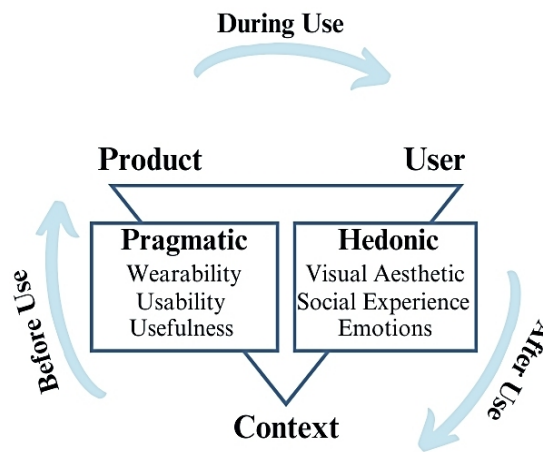 During Use
Product
User
Pragmatic
Wearability
Usability
Usefulness
Hedonic
Visual Aesthetic
Social Experience
Emotions
Before Use
After Use
Context